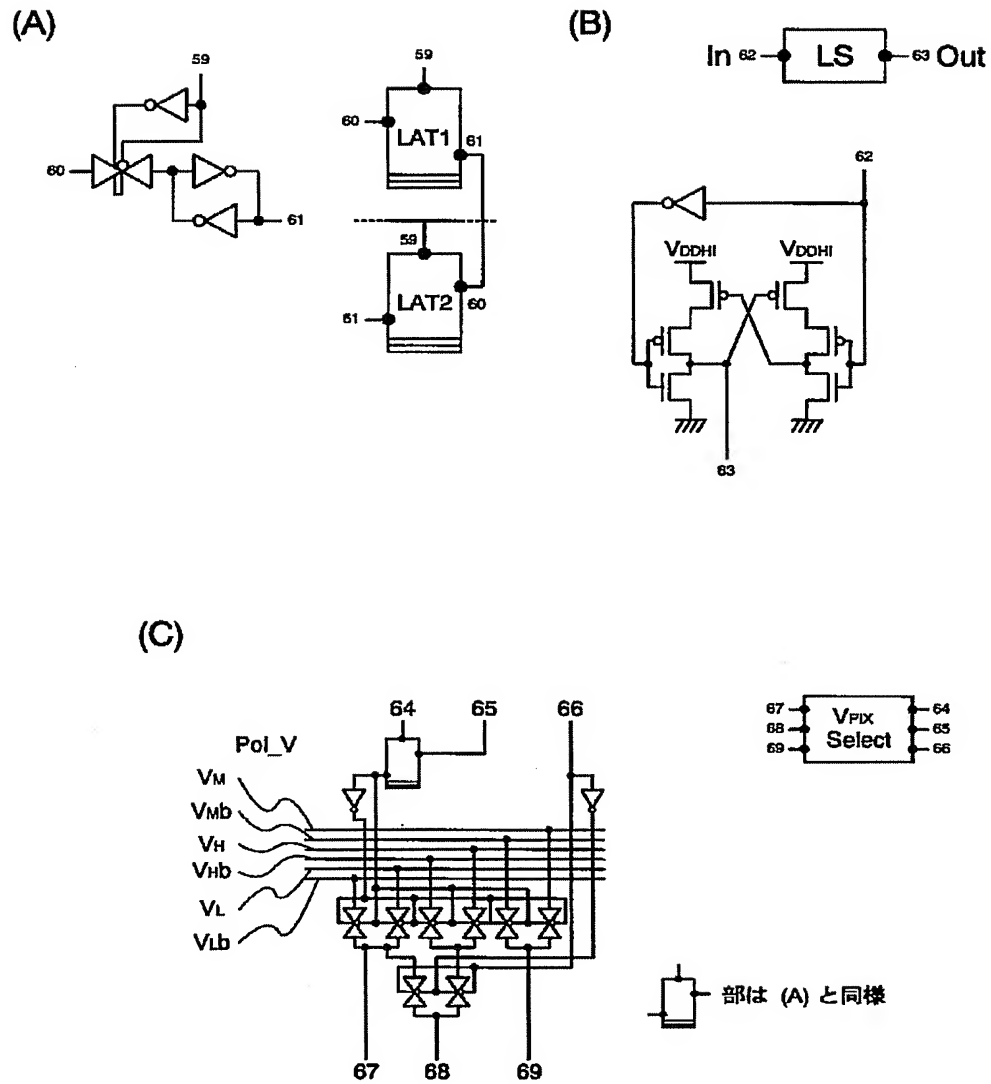 (A)
59
60
61
59
60
LAT1
61
59
LAT2
60
61
(B)
In 62 LS 63 Out
62
VDDHI VDDHI
63
(C)
64 65 66
Pol_V
VM
VMb
VH
VHb
VL
VLb
67 68 69
67 VPIX 64
68 Select 65
69 66
部は (A) と同様